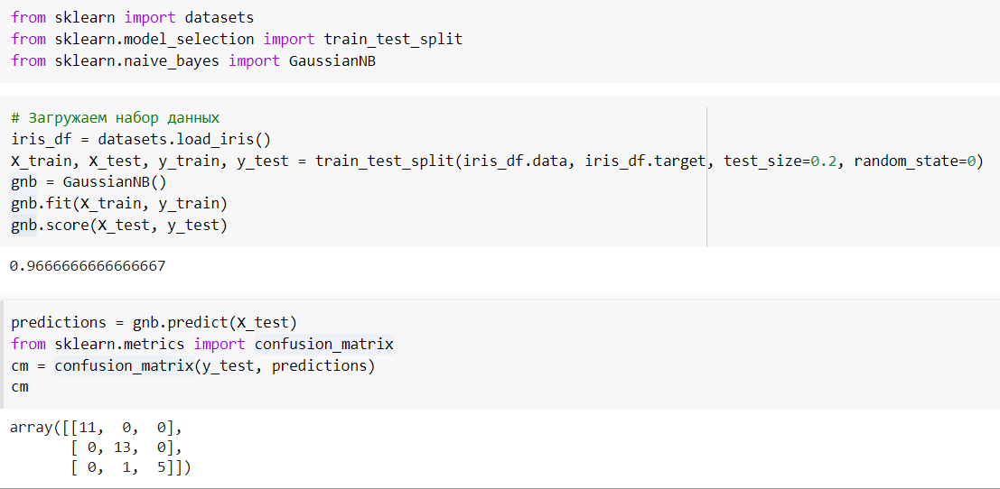 from sklearn import datasets
from sklearn.model_selection import train_test_split
from sklearn.naive_bayes import GaussianNB
# Загружаем набор данных
iris_df = datasets.load_iris()
X_train, X_test, y_train, y_test = train_test_split(iris_df.data, iris_df.target, test_size=0.2, random_state=0)
gnb = GaussianNB()
gnb.fit(X_train, y_train)
gnb.score(X_test, y_test)
0.9666666666666667
predictions = gnb.predict(X_test)
from sklearn.metrics import confusion_matrix
cm = confusion_matrix(y_test, predictions)
cm
array([[11,  0,  0],
       [ 0, 13,  0],
       [ 0,  1,  5]])